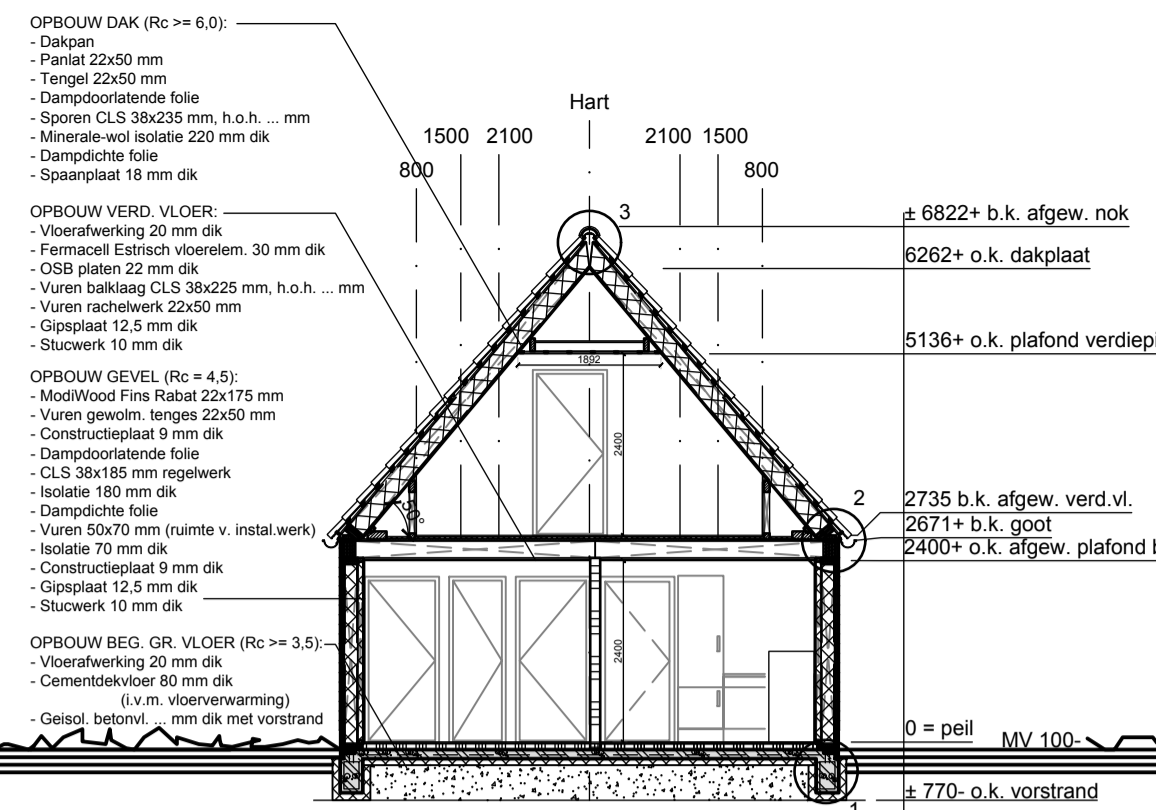 OPBOUW DAK (Rc >= 6,0):
- Dakpan
- Panlat 22x50 mm
- Tengel 22x50 mm
- Dampdoorlatende folie
- Sporen CLS 38x235 mm, h.o.h. ... mm
- Minerale-wol isolatie 220 mm dik
- Dampdichte folie
- Spaanplaat 18 mm dik
OPBOUW VERD. VLOER:
- Vloerafwerking 20 mm dik
- Fermacell Estrisch vloerelem. 30 mm dik
- OSB platen 22 mm dik
- Vuren balklaag CLS 38x225 mm, h.o.h. ... mm
- Vuren rachelwerk 22x50 mm
- Gipsplaat 12,5 mm dik
- Stucwerk 10 mm dik
OPBOUW GEVEL (Rc = 4,5):
- ModiWood Fins Rabat 22x175 mm
- Vuren gewolm. tenges 22x50 mm
- Constructieplaat 9 mm dik
- Dampdoorlatende folie
- CLS 38x185 mm regelwerk
- Isolatie 180 mm dik
- Dampdichte folie
- Vuren 50x70 mm (ruimte v. instal.werk)
- Isolatie 70 mm dik
- Constructieplaat 9 mm dik
- Gipsplaat 12,5 mm dik
- Stucwerk 10 mm dik
OPBOUW BEG. GR. VLOER (Rc >= 3,5):
- Vloerafwerking 20 mm dik
- Cementdekvloer 80 mm dik
(i.v.m. vloerverwarming)
- Geisol. betonvl. ... mm dik met vorstrand
Hart
1500 2100 2100 1500
800 800
3
1892
2400
50°
2
2400
1
± 6822+ b.k. afgew. nok
6262+ o.k. dakplaat
5136+ o.k. plafond verdiepi
2735 b.k. afgew. verd.vl.
2671+ b.k. goot
2400+ o.k. afgew. plafond b
0 = peil
MV 100-
± 770- o.k. vorstrand